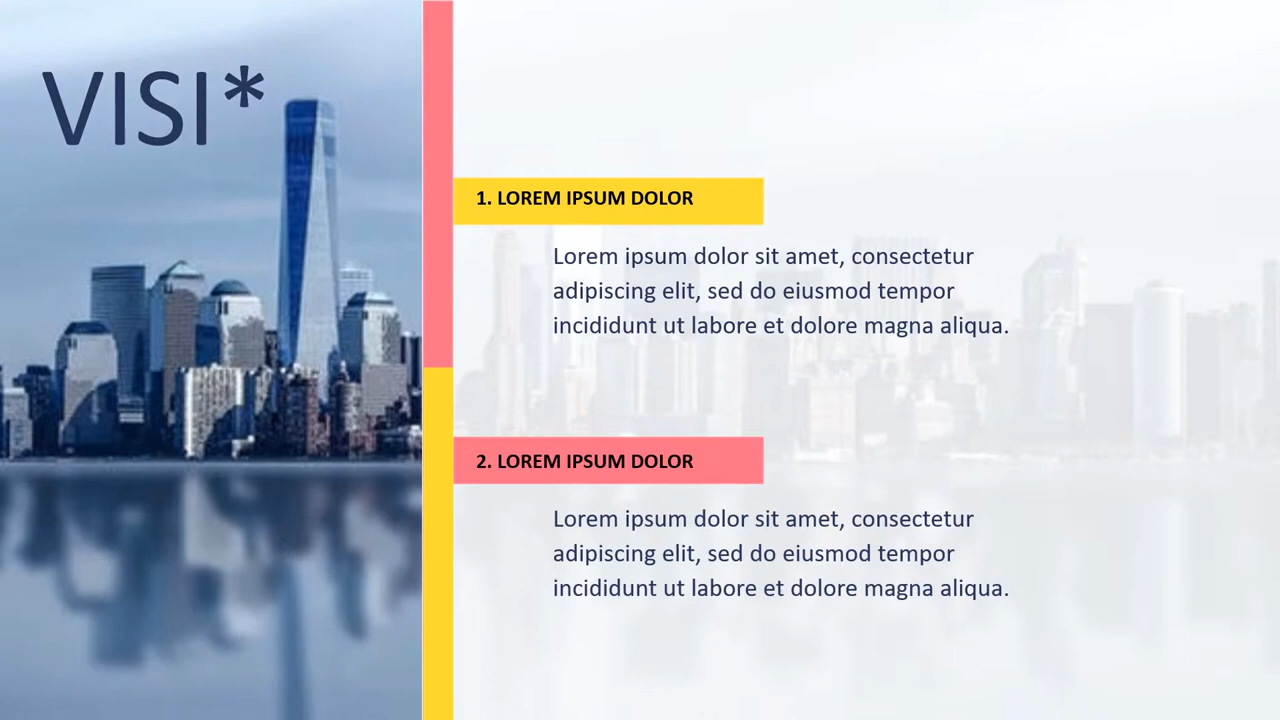 VISI*
1. LOREM IPSUM DOLOR
Lorem ipsum dolor sit amet, consectetur
adipiscing elit, sed do eiusmod tempor
incididunt ut labore et dolore magna aliqua.
2. LOREM IPSUM DOLOR
Lorem ipsum dolor sit amet, consectetur
adipiscing elit, sed do eiusmod tempor
incididunt ut labore et dolore magna aliqua.